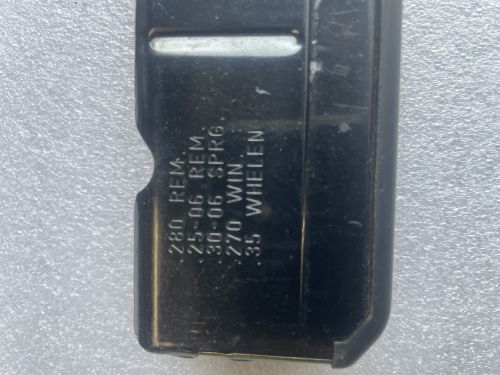 280 REM.
.25-06 REM.
.30-06 SPRG.
.270 WIN.
.35 WHELEN